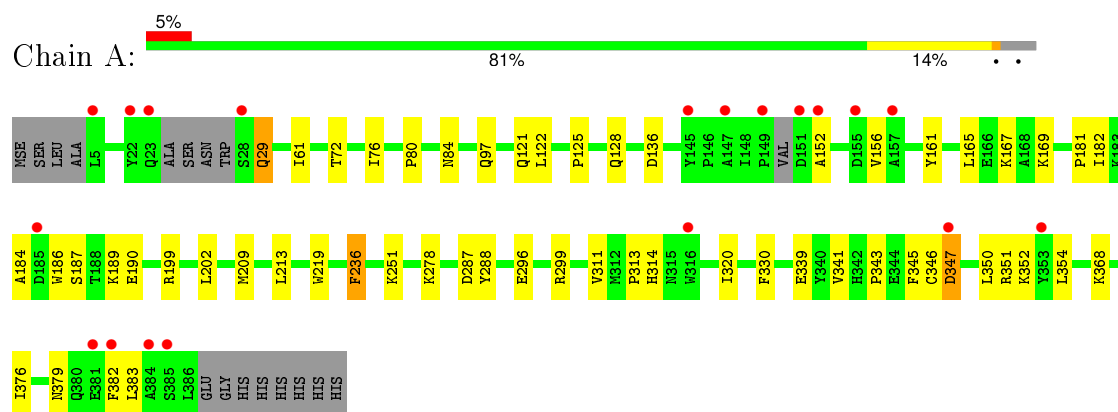 5%
Chain A:
81% 14% • •
MSE SER LEU ALA L5 Y22 Q23 ALA SER ASN TRP S28 Q29 I61 T72 I76 P80 N84 Q97 Q121 L122 P125 Q128 D136 Y145 P146 A147 I148 P149 VAL D151 A152 D155 V156 A157 Y161 L165 E166 K167 A168 K169 P181 I182 K183
A184 D185 W186 S187 T188 K189 E190 R199 L202 M209 L213 W219 F236 K251 K278 D287 Y288 E296 R299 V311 M312 P313 H314 N315 W316 I320 F330 E339 Y340 V341 H342 P343 E344 F345 C346 D347 L350 R351 K352 Y353 L354 K368
I376 N379 Q380 E381 F382 L383 A384 S385 L386 GLU GLY HIS HIS HIS HIS HIS HIS